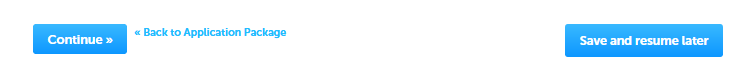 Continue »
« Back to Application Package
Save and resume later